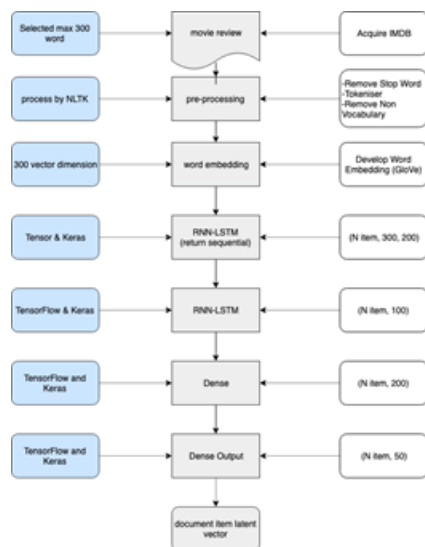 Selected max 300
word
movie review
Acquire IMDB
process by NLTK
pre-processing
-Remove Stop Word
-Tokeniser
-Remove Non
Vocabulary
300 vector dimension
word embedding
Develop Word
Embedding (GloVe)
Tensor & Keras
RNN-LSTM
(return sequential)
(N item, 300, 200)
TensorFlow & Keras
RNN-LSTM
(N item, 100)
TensorFlow and
Keras
Dense
(N item, 200)
TensorFlow and
Keras
Dense Output
(N item, 50)
document item latent
vector